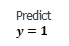 Predict
y = 1